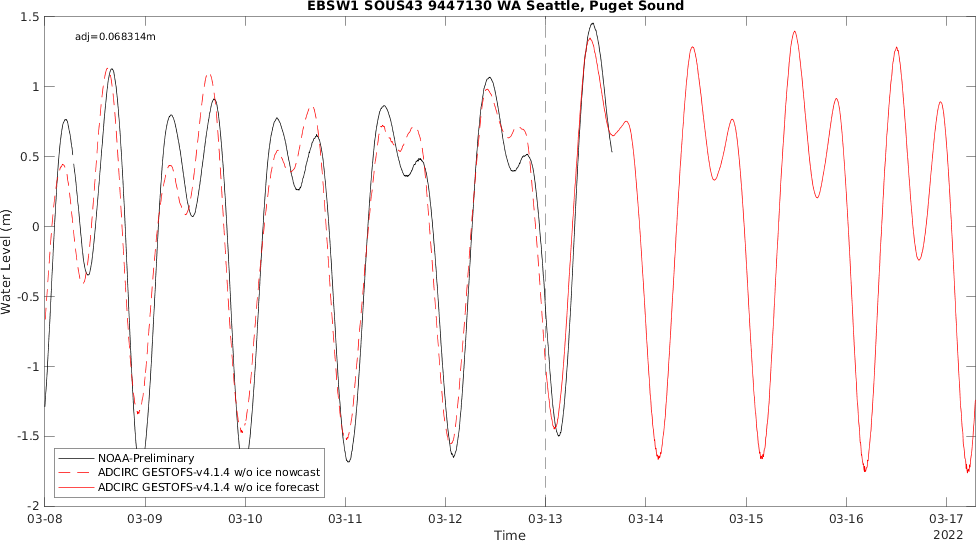 EBSW1 SOUS43 9447130 WA Seattle, Puget Sound
adj=0.068314m
Water Level (m)
1.5
1
0.5
0
-0.5
-1
-1.5
-2
NOAA-Preliminary
ADCIRC GESTOFS-v4.1.4 w/o ice nowcast
ADCIRC GESTOFS-v4.1.4 w/o ice forecast
03-08 03-09 03-10 03-11 03-12 03-13 03-14 03-15 03-16 03-17
Time
2022